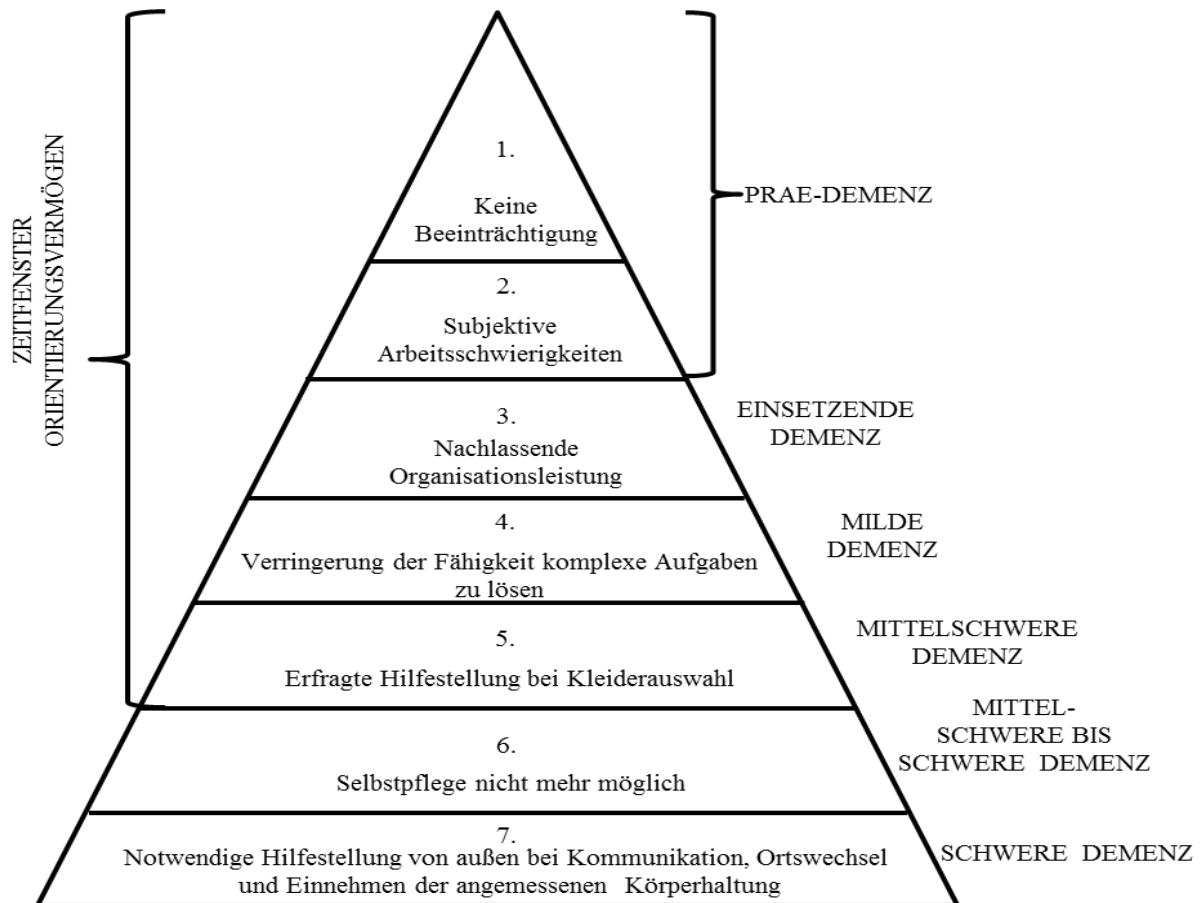 ZEITFENSTER
ORIENTIERUNGSVERMÖGEN
1.
Keine
Beeinträchtigung
2.
Subjektive
Arbeitsschwierigkeiten
PRAE-DEMENZ
3.
Nachlassende
Organisationsleistung
EINSETZENDE
DEMENZ
4.
Verringerung der Fähigkeit komplexe Aufgaben
zu lösen
MILDE
DEMENZ
5.
Erfragte Hilfestellung bei Kleiderauswahl
MITTELSCHWERE
DEMENZ
6.
Selbstpflege nicht mehr möglich
MITTEL-
SCHWERE BIS
SCHWERE DEMENZ
7.
Notwendige Hilfestellung von außen bei Kommunikation, Ortswechsel
und Einnehmen der angemessenen Körperhaltung
SCHWERE DEMENZ